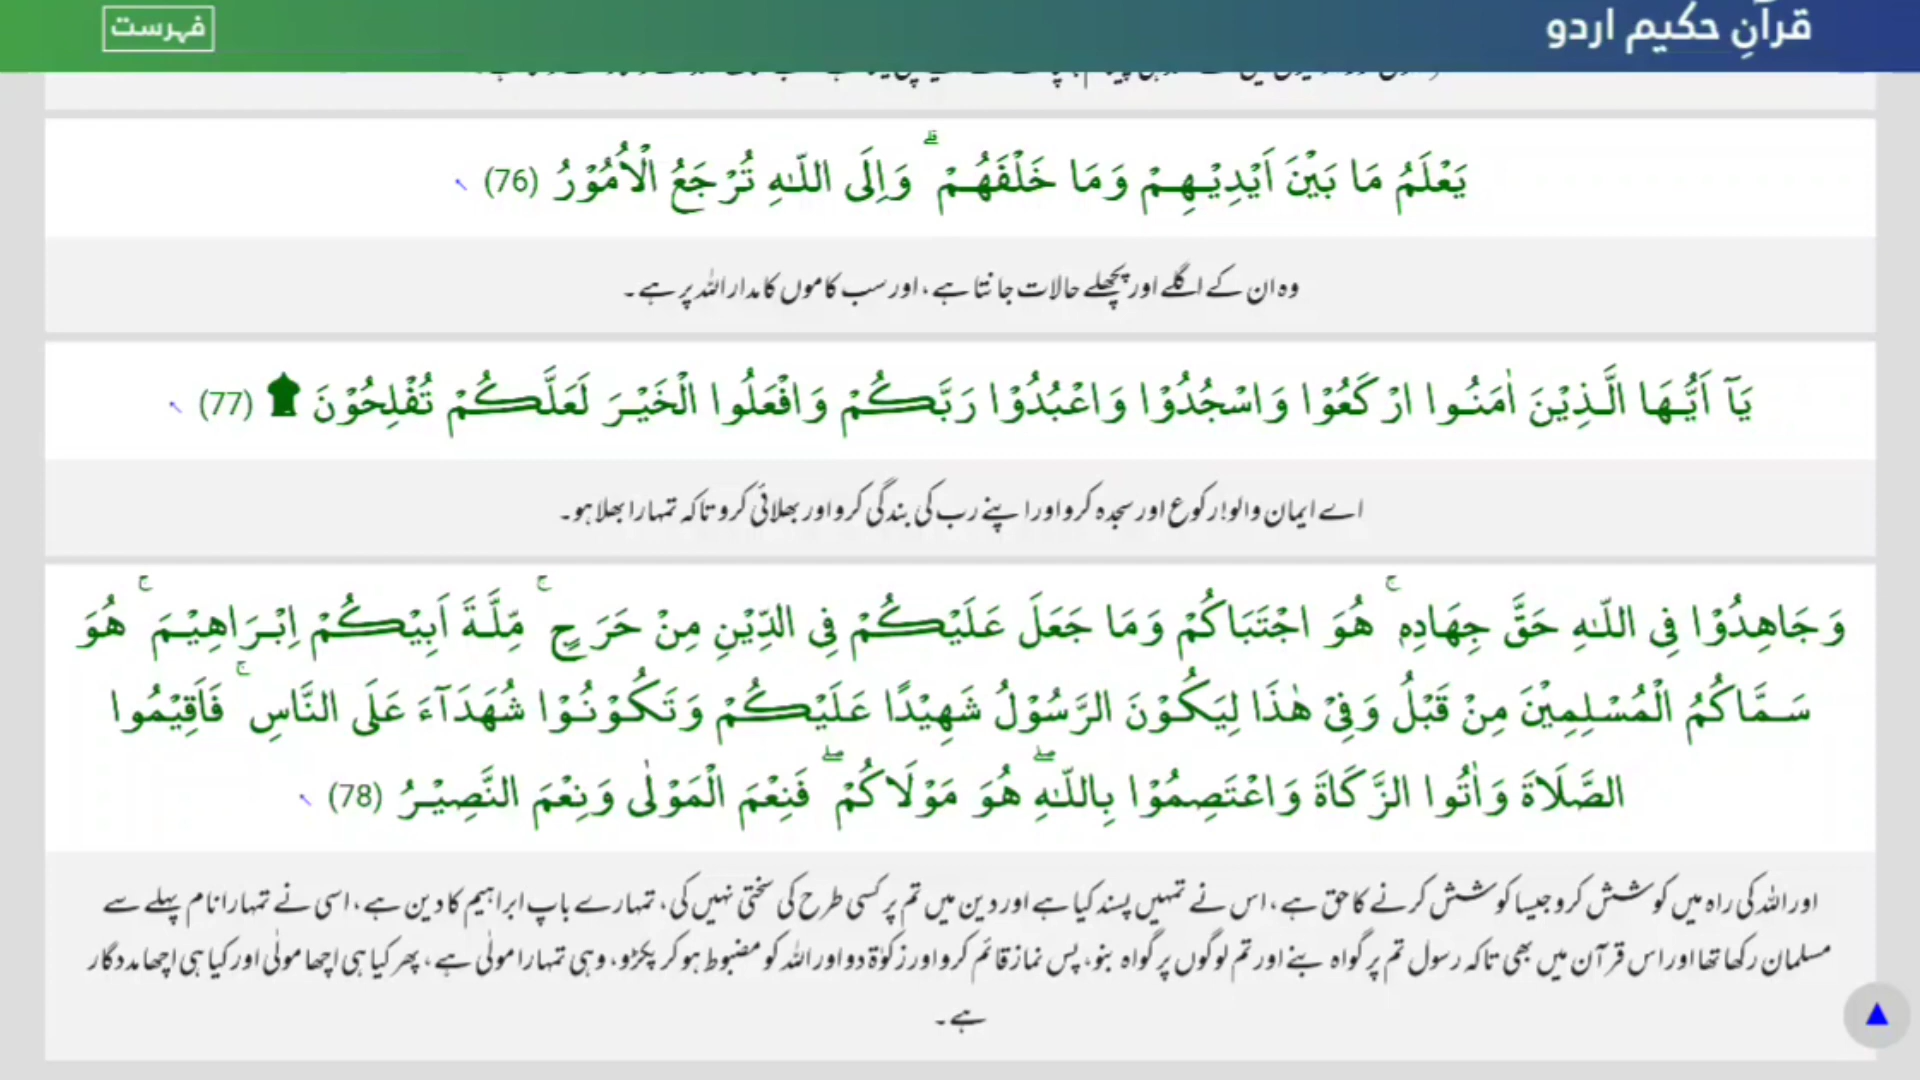 قرآنِ حکیم اردو
فہرست
يَعْلَمُ مَا بَيْنَ اَيْدِيْـهِـمْ وَمَا خَلْفَهُـمْ ۗ وَاِلَى اللّـٰهِ تُرْجَعُ الْاُمُوْرُ (76)
وہ ان کے اگلے اور پچھلے حالات جانتا ہے، اور سب کاموں کا مدار اللہ پر ہے۔
يَآ اَيُّـهَا الَّـذِيْنَ اٰمَنُـوا ارْكَعُوْا وَاسْجُدُوْا وَاعْبُدُوْا رَبَّكُمْ وَافْعَلُوا الْخَيْـرَ لَعَلَّكُمْ تُفْلِحُوْنَ ۩ (77)
اے ایمان والو! رکوع اور سجدہ کرو اور اپنے رب کی بندگی کرو اور بھلائی کرو تاکہ تمہارا بھلا ہو۔
وَجَاهِدُوْا فِى اللّـٰهِ حَقَّ جِهَادِهٖ ۚ هُوَ اجْتَبَاكُمْ وَمَا جَعَلَ عَلَيْكُمْ فِى الدِّيْنِ مِنْ حَرَجٍ ۚ مِّلَّـةَ اَبِيْكُمْ اِبْـرَاهِيْـمَ ۚ هُوَ
سَـمَّاكُمُ الْمُسْلِمِيْنَ مِنْ قَبْلُ وَفِىْ هٰذَا لِيَكُـوْنَ الرَّسُوْلُ شَهِيْدًا عَلَيْكُمْ وَتَكُـوْنُـوْا شُهَدَآءَ عَلَى النَّاسِ ۚ فَاَقِيْمُوا
الصَّلَاةَ وَاٰتُوا الزَّكَاةَ وَاعْتَصِمُوْا بِاللّـٰهِ ۖ هُوَ مَوْلَاكُمْ ۖ فَنِعْمَ الْمَوْلٰى وَنِعْمَ النَّصِيْـرُ (78)
اور اللہ کی راہ میں کوشش کرو جیسا کوشش کرنے کا حق ہے، اس نے تمہیں پسند کیا ہے اور دین میں تم پر کسی طرح کی سختی نہیں کی، تمہارے باپ ابراہیم کا دین ہے، اسی نے تمہارا نام پہلے سے
مسلمان رکھا تھا اور اس قرآن میں بھی تاکہ رسول تم پر گواہ بنے اور تم لوگوں پر گواہ بنو، پس نماز قائم کرو اور زکوٰۃ دو اور اللہ کو مضبوط ہو کر پکڑو، وہی تمہارا مولٰی ہے، پھر کیا ہی اچھا مولٰی اور کیا ہی اچھا مددگار
ہے۔